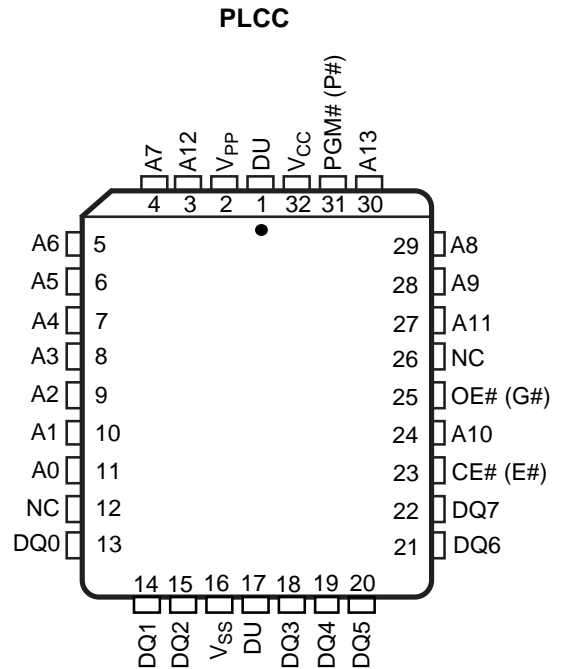 PLCC
A7 A12 VPP DU VCC PGM# (P#) A13
4 3 2 1 32 31 30
A6 5 29 A8
A5 6 28 A9
A4 7 27 A11
A3 8 26 NC
A2 9 25 OE# (G#)
A1 10 24 A10
A0 11 23 CE# (E#)
NC 12 22 DQ7
DQ0 13 21 DQ6
14 15 16 17 18 19 20
DQ1 DQ2 VSS DU DQ3 DQ4 DQ5